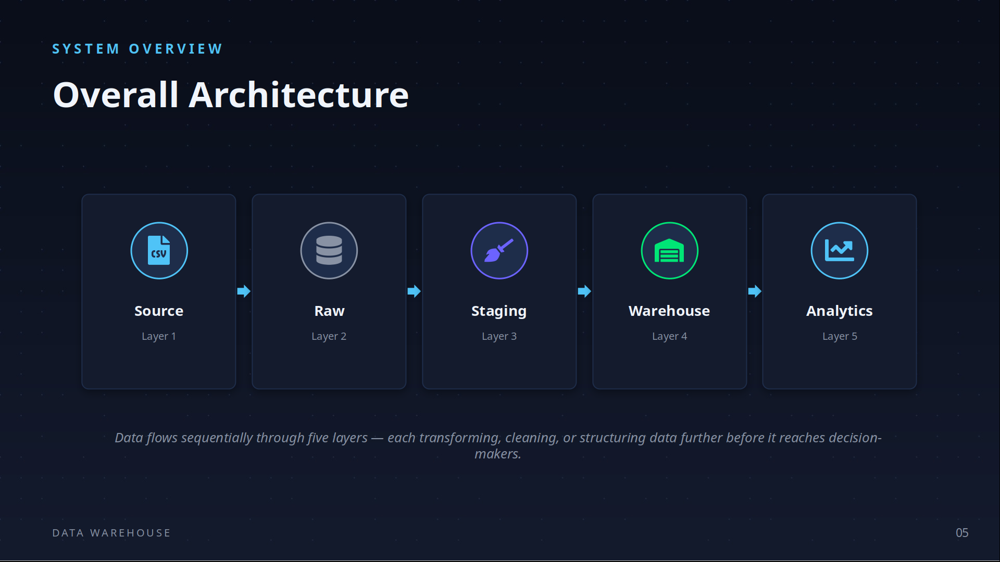 SYSTEM OVERVIEW
Overall Architecture
CSV
Source
Layer 1
Raw
Layer 2
Staging
Layer 3
Warehouse
Layer 4
Analytics
Layer 5
Data flows sequentially through five layers — each transforming, cleaning, or structuring data further before it reaches decision-
makers.
DATA WAREHOUSE
05